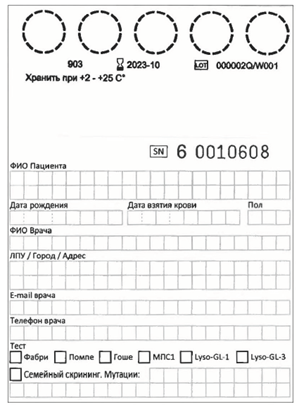 903 2023-10 LOT 000002Q/W001
Хранить при +2 - +25 C°
SN 6 0010608
ФИО Пациента
Дата рождения Дата взятия крови Пол
ФИО Врача
ЛПУ / Город / Адрес
E-mail врача
Телефон врача
Тест
Фабри Помпе Гоше МПС1 Lyso-GL-1 Lyso-GL-3
Семейный скрининг. Мутации: